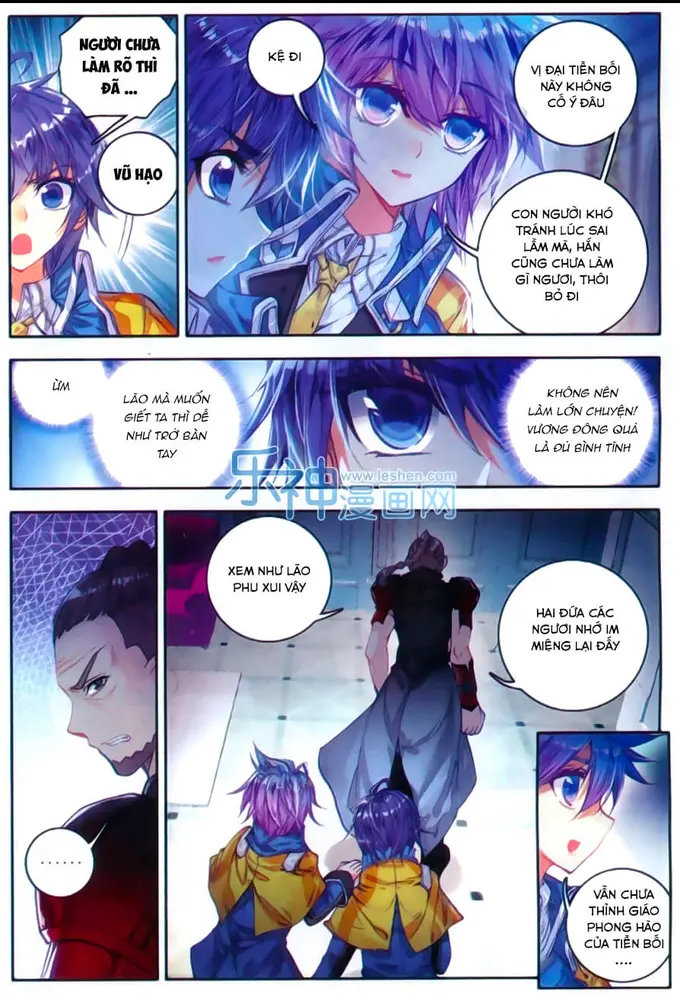 NGƯƠI CHƯA
LÀM RÕ THÌ
ĐÃ ...
VŨ HẠO
KỆ ĐI
VỊ ĐẠI TIỀN BỐI
NÀY KHÔNG
CỐ Ý ĐÂU
CON NGƯỜI KHÓ
TRÁNH LÚC SAI
LẦM MÃ, HẮN
CŨNG CHƯA LÀM
GÌ NGƯƠI, THÔI
BỎ ĐI
ỪM
LÃO MÀ MUỐN
GIẾT TA THÌ DỄ
NHƯ TRỞ BÀN
TAY
KHÔNG NÊN
LÀM LỚN CHUYỆN!
VƯƠNG ĐÔNG QUẢ
LÀ ĐỦ BÌNH TĨNH
乐神漫画网
www.leshen.com
XEM NHƯ LÃO
PHU XUI VẬY
HAI ĐỨA CÁC
NGƯƠI NHỚ IM
MIỆNG LẠI ĐẤY
......
VẪN CHƯA
THỈNH GIÁO
PHONG HÀO
CỦA TIỀN BỐI
....